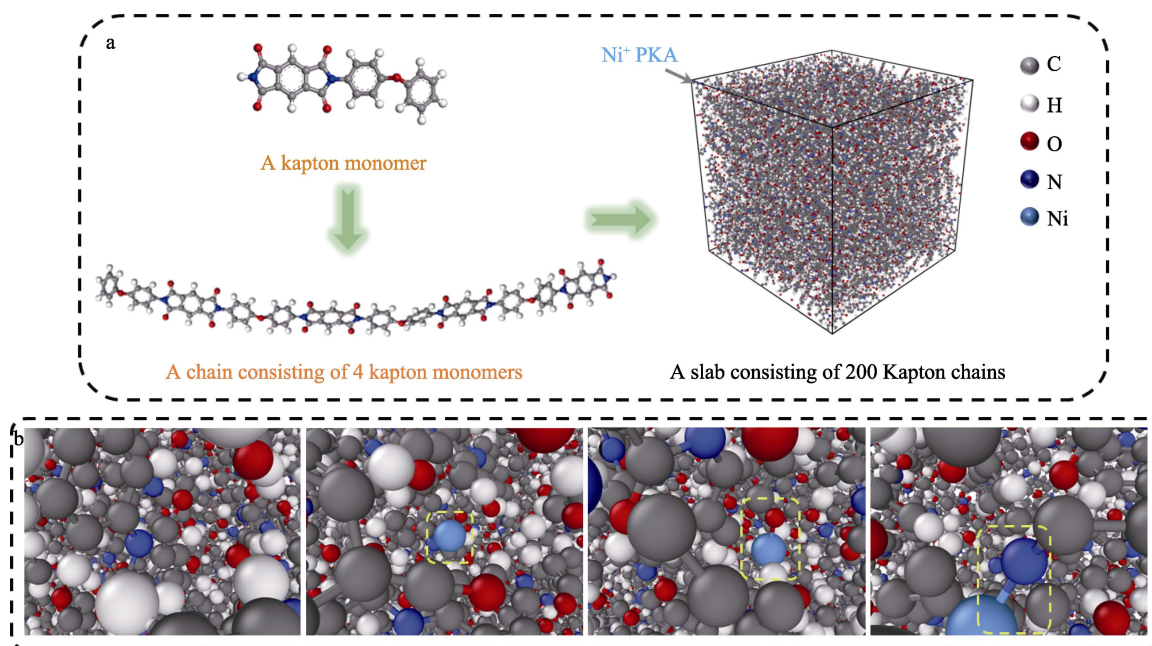 a
Ni⁺ PKA
C
H
O
N
Ni
A kapton monomer
A chain consisting of 4 kapton monomers
A slab consisting of 200 Kapton chains
b